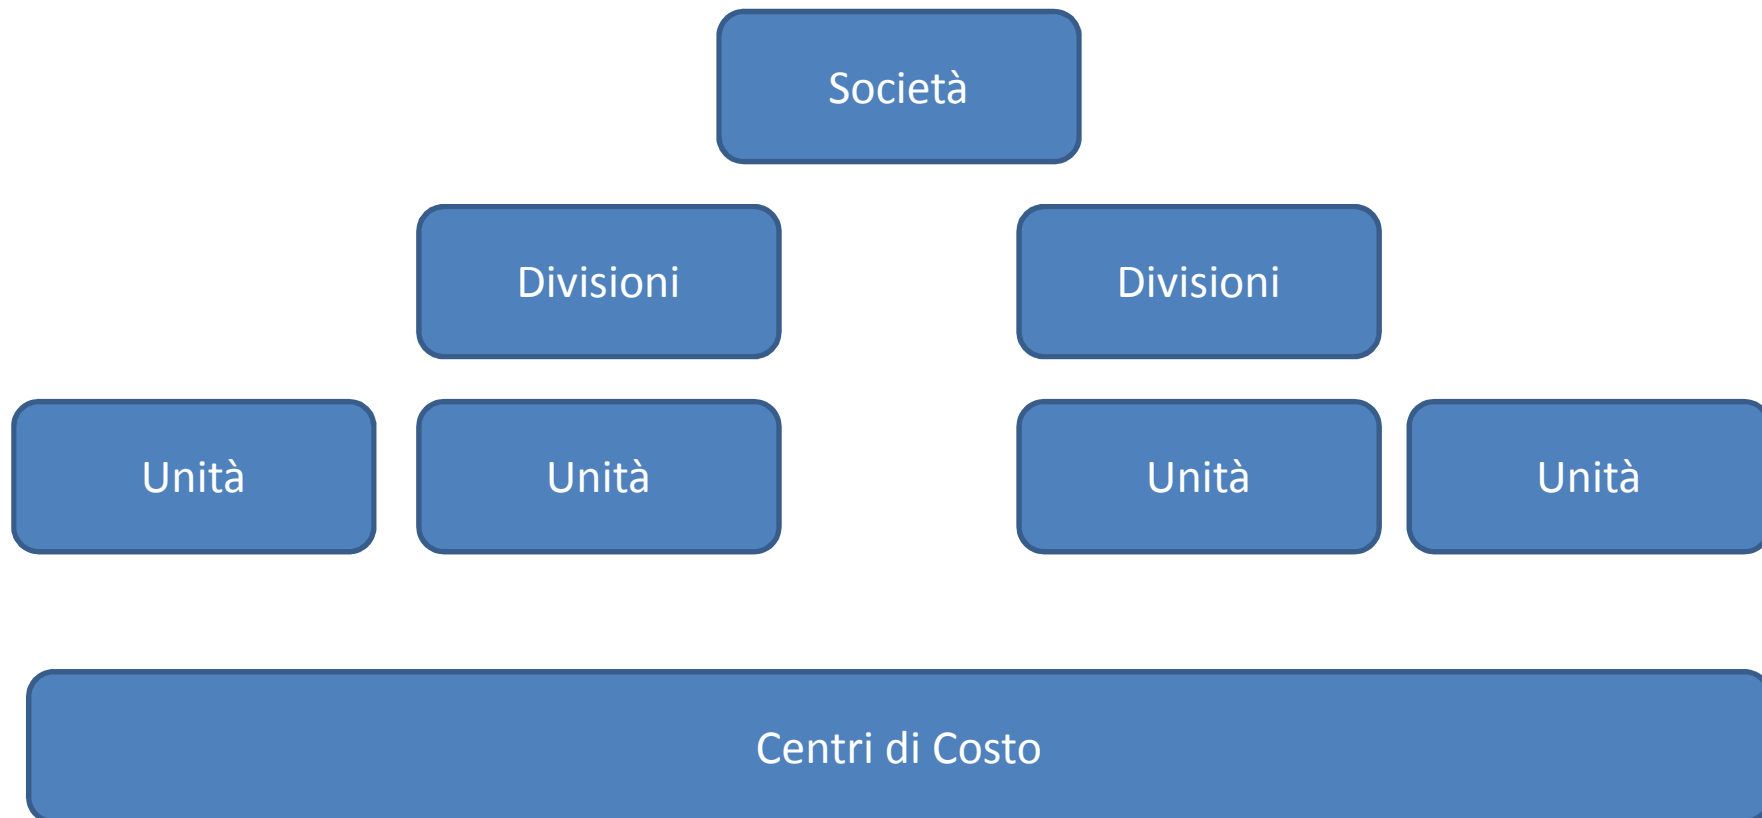 Società
Divisioni
Divisioni
Unità
Unità
Unità
Unità
Centri di Costo